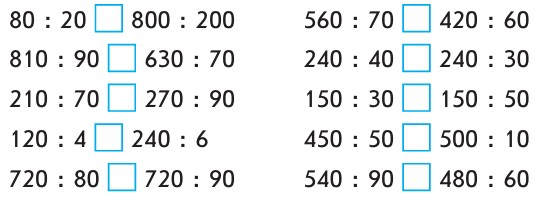 80 : 20 □ 800 : 200
810 : 90 □ 630 : 70
210 : 70 □ 270 : 90
120 : 4 □ 240 : 6
720 : 80 □ 720 : 90
560 : 70 □ 420 : 60
240 : 40 □ 240 : 30
150 : 30 □ 150 : 50
450 : 50 □ 500 : 10
540 : 90 □ 480 : 60